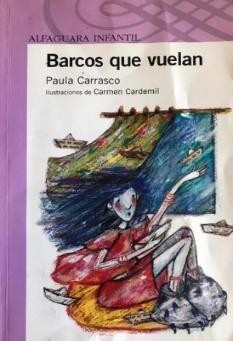 ALFAGUARA INFANTIL
Barcos que vuelan
Paula Carrasco
Ilustraciones de Carmen Cardemil